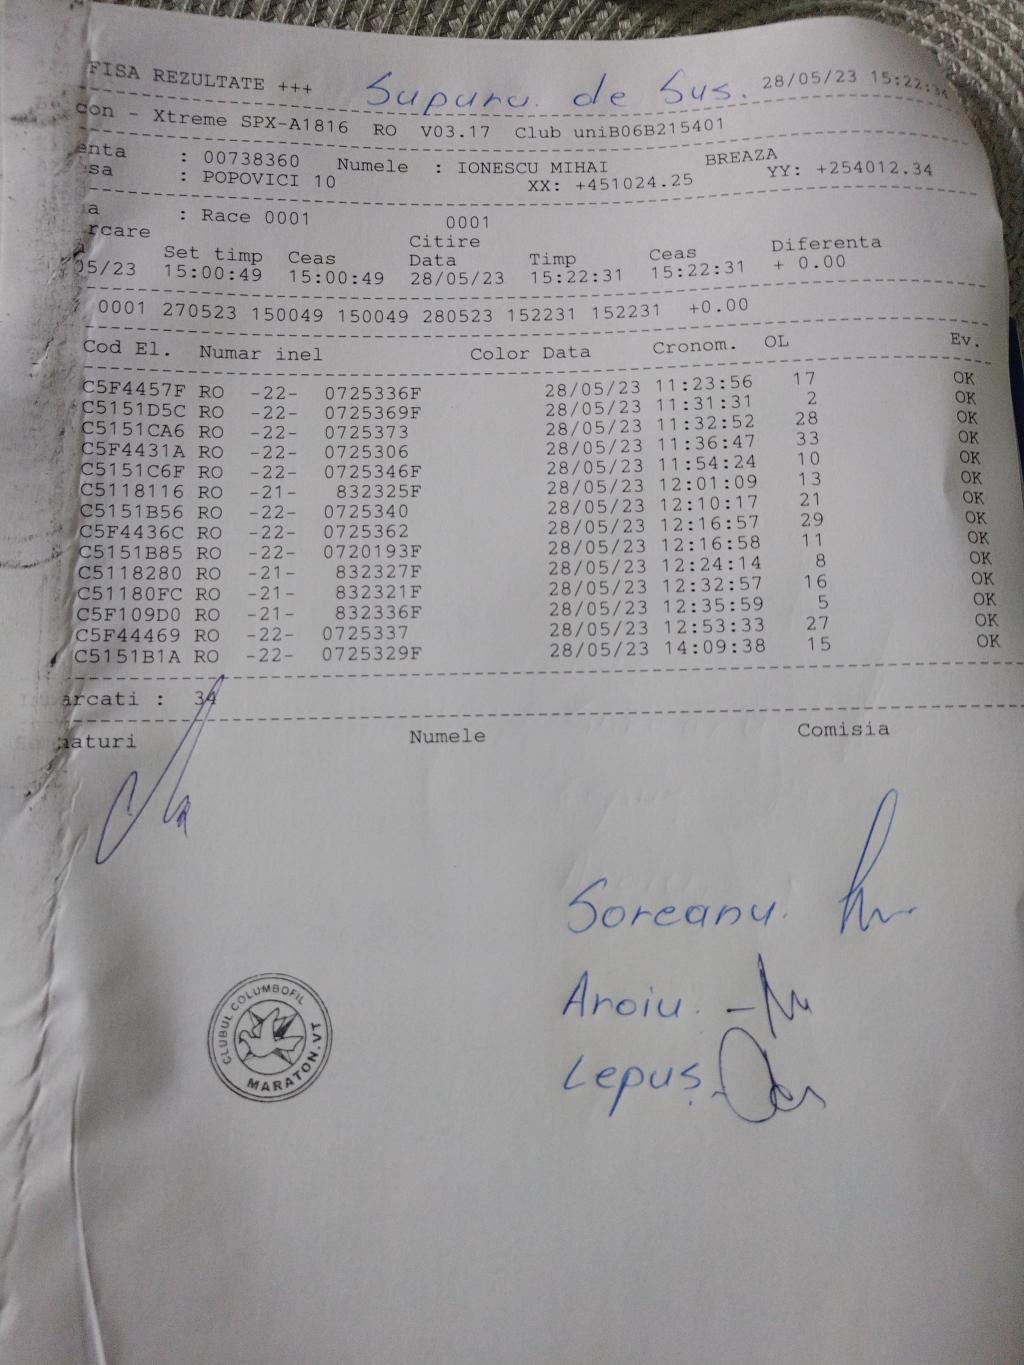 FISA REZULTATE +++ Supuru de Sus. 28/05/23 15:22:34
con - Xtreme SPX-A1816 RO V03.17 Club uniB06B215401
enta : 00738360 Numele : IONESCU MIHAI BREAZA
sa : POPOVICI 10 XX: +451024.25 YY: +254012.34
a : Race 0001 0001
rcare Citire
a Set timp Ceas Data Timp Ceas Diferenta
05/23 15:00:49 15:00:49 28/05/23 15:22:31 15:22:31 + 0.00
0001 270523 150049 150049 280523 152231 152231 +0.00
Cod El. Numar inel Color Data Cronom. OL Ev.
C5F4457F RO -22- 0725336F 28/05/23 11:23:56 17 OK
C5151D5C RO -22- 0725369F 28/05/23 11:31:31 2 OK
C5151CA6 RO -22- 0725373 28/05/23 11:32:52 28 OK
C5F4431A RO -22- 0725306 28/05/23 11:36:47 33 OK
C5151C6F RO -22- 0725346F 28/05/23 11:54:24 10 OK
C5118116 RO -21- 832325F 28/05/23 12:01:09 13 OK
C5151B56 RO -22- 0725340 28/05/23 12:10:17 21 OK
C5F4436C RO -22- 0725362 28/05/23 12:16:57 29 OK
C5151B85 RO -22- 0720193F 28/05/23 12:16:58 11 OK
C5118280 RO -21- 832327F 28/05/23 12:24:14 8 OK
C51180FC RO -21- 832321F 28/05/23 12:32:57 16 OK
C5F109D0 RO -21- 832336F 28/05/23 12:35:59 5 OK
C5F44469 RO -22- 0725337 28/05/23 12:53:33 27 OK
C5151B1A RO -22- 0725329F 28/05/23 14:09:38 15 OK
arcati : 34
naturi Numele Comisia
Soreanu.
Aroiu.
Lepuș.
CLUBUL COLUMBOFIL
MARATON.VT